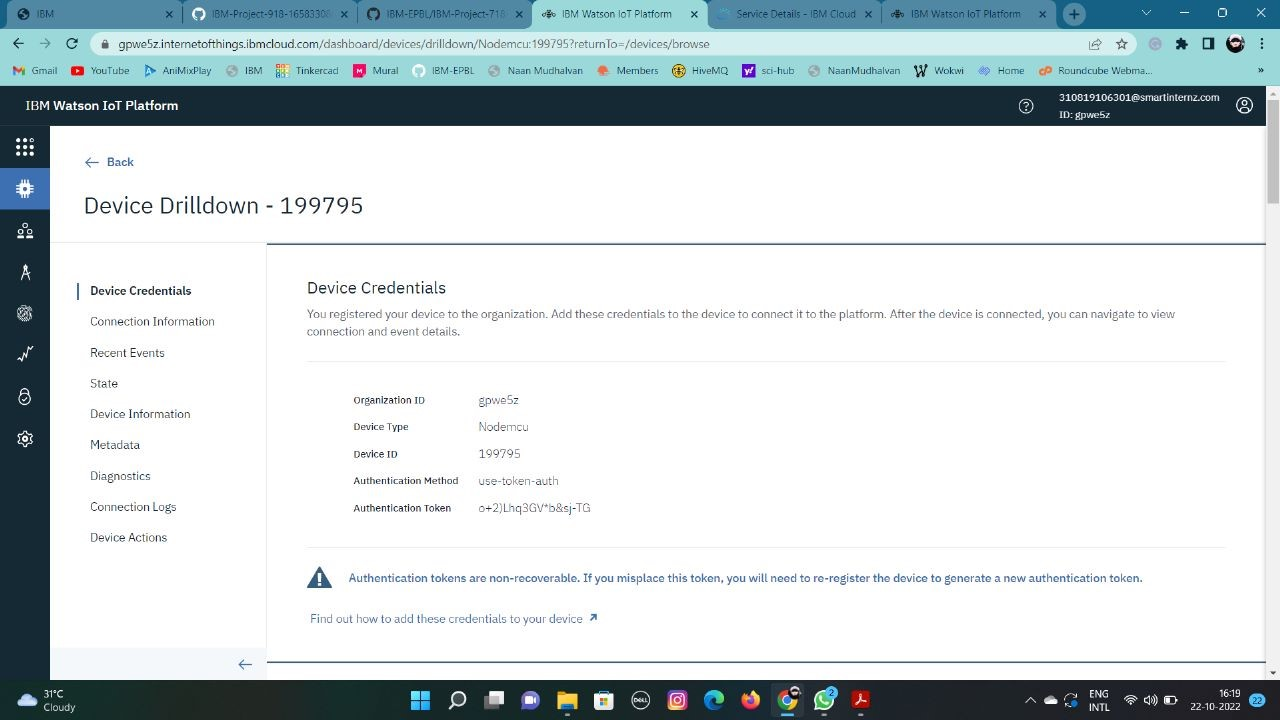 IBM
IBM-Project-918-16583308
IBM-EPBL/IBM-Project-718
IBM Watson IoT Platform
Service Details - IBM Cloud
IBM Watson IoT Platform
gpwe5z.internetofthings.ibmcloud.com/dashboard/devices/drilldown/Nodemcu:199795?returnTo=/devices/browse
Gmail
YouTube
AniMixPlay
IBM
Tinkercad
Mural
IBM-EPBL
Naan Mudhalvan
Members
HiveMQ
sci-hub
NaanMudhalvan
Wokwi
Home
Roundcube Webma...
»
IBM Watson IoT Platform
310819106301@smartinternz.com
ID: gpwe5z
Back
Device Drilldown - 199795
Device Credentials
Connection Information
Recent Events
State
Device Information
Metadata
Diagnostics
Connection Logs
Device Actions
Device Credentials
You registered your device to the organization. Add these credentials to the device to connect it to the platform. After the device is connected, you can navigate to view
connection and event details.
Organization ID gpwe5z
Device Type Nodemcu
Device ID 199795
Authentication Method use-token-auth
Authentication Token o+2)Lhq3GV*b&sj-TG
Authentication tokens are non-recoverable. If you misplace this token, you will need to re-register the device to generate a new authentication token.
Find out how to add these credentials to your device
31°C
Cloudy
DELL
2
ENG
INTL
16:19
22-10-2022
22